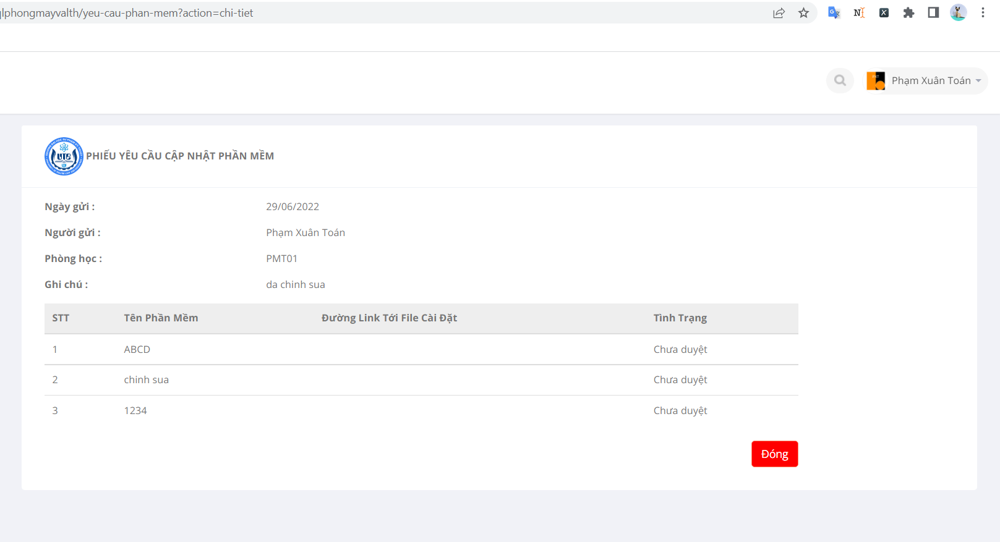 qlphongmayvalth/yeu-cau-phan-mem?action=chi-tiet
Phạm Xuân Toán
PHIẾU YÊU CẦU CẬP NHẬT PHẦN MỀM
Ngày gửi : 29/06/2022
Người gửi : Phạm Xuân Toán
Phòng học : PMT01
Ghi chú : da chinh sua
STT Tên Phần Mềm Đường Link Tới File Cài Đặt Tình Trạng
1 ABCD Chưa duyệt
2 chinh sua Chưa duyệt
3 1234 Chưa duyệt
Đóng